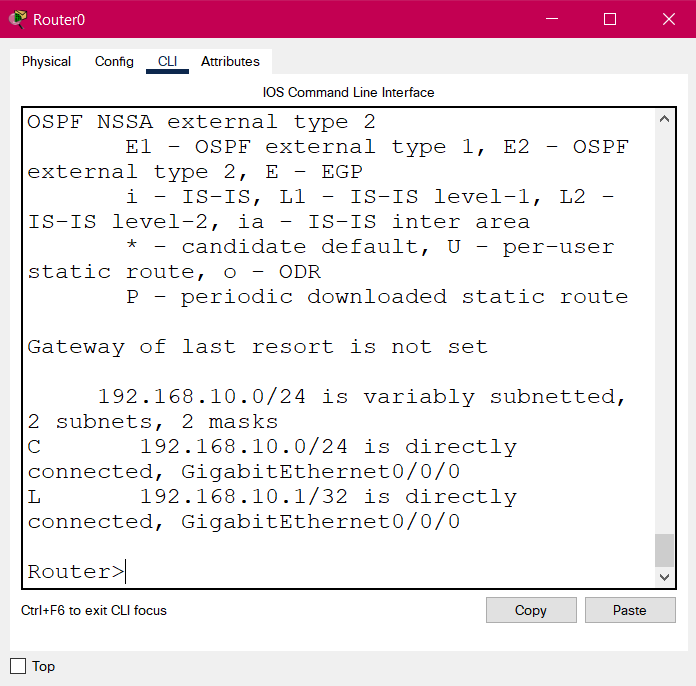 Router0
Physical Config CLI Attributes
IOS Command Line Interface
OSPF NSSA external type 2
E1 - OSPF external type 1, E2 - OSPF
external type 2, E - EGP
i - IS-IS, L1 - IS-IS level-1, L2 -
IS-IS level-2, ia - IS-IS inter area
* - candidate default, U - per-user
static route, o - ODR
P - periodic downloaded static route
Gateway of last resort is not set
192.168.10.0/24 is variably subnetted,
2 subnets, 2 masks
C 192.168.10.0/24 is directly
connected, GigabitEthernet0/0/0
L 192.168.10.1/32 is directly
connected, GigabitEthernet0/0/0
Router>
Ctrl+F6 to exit CLI focus
Copy Paste
Top